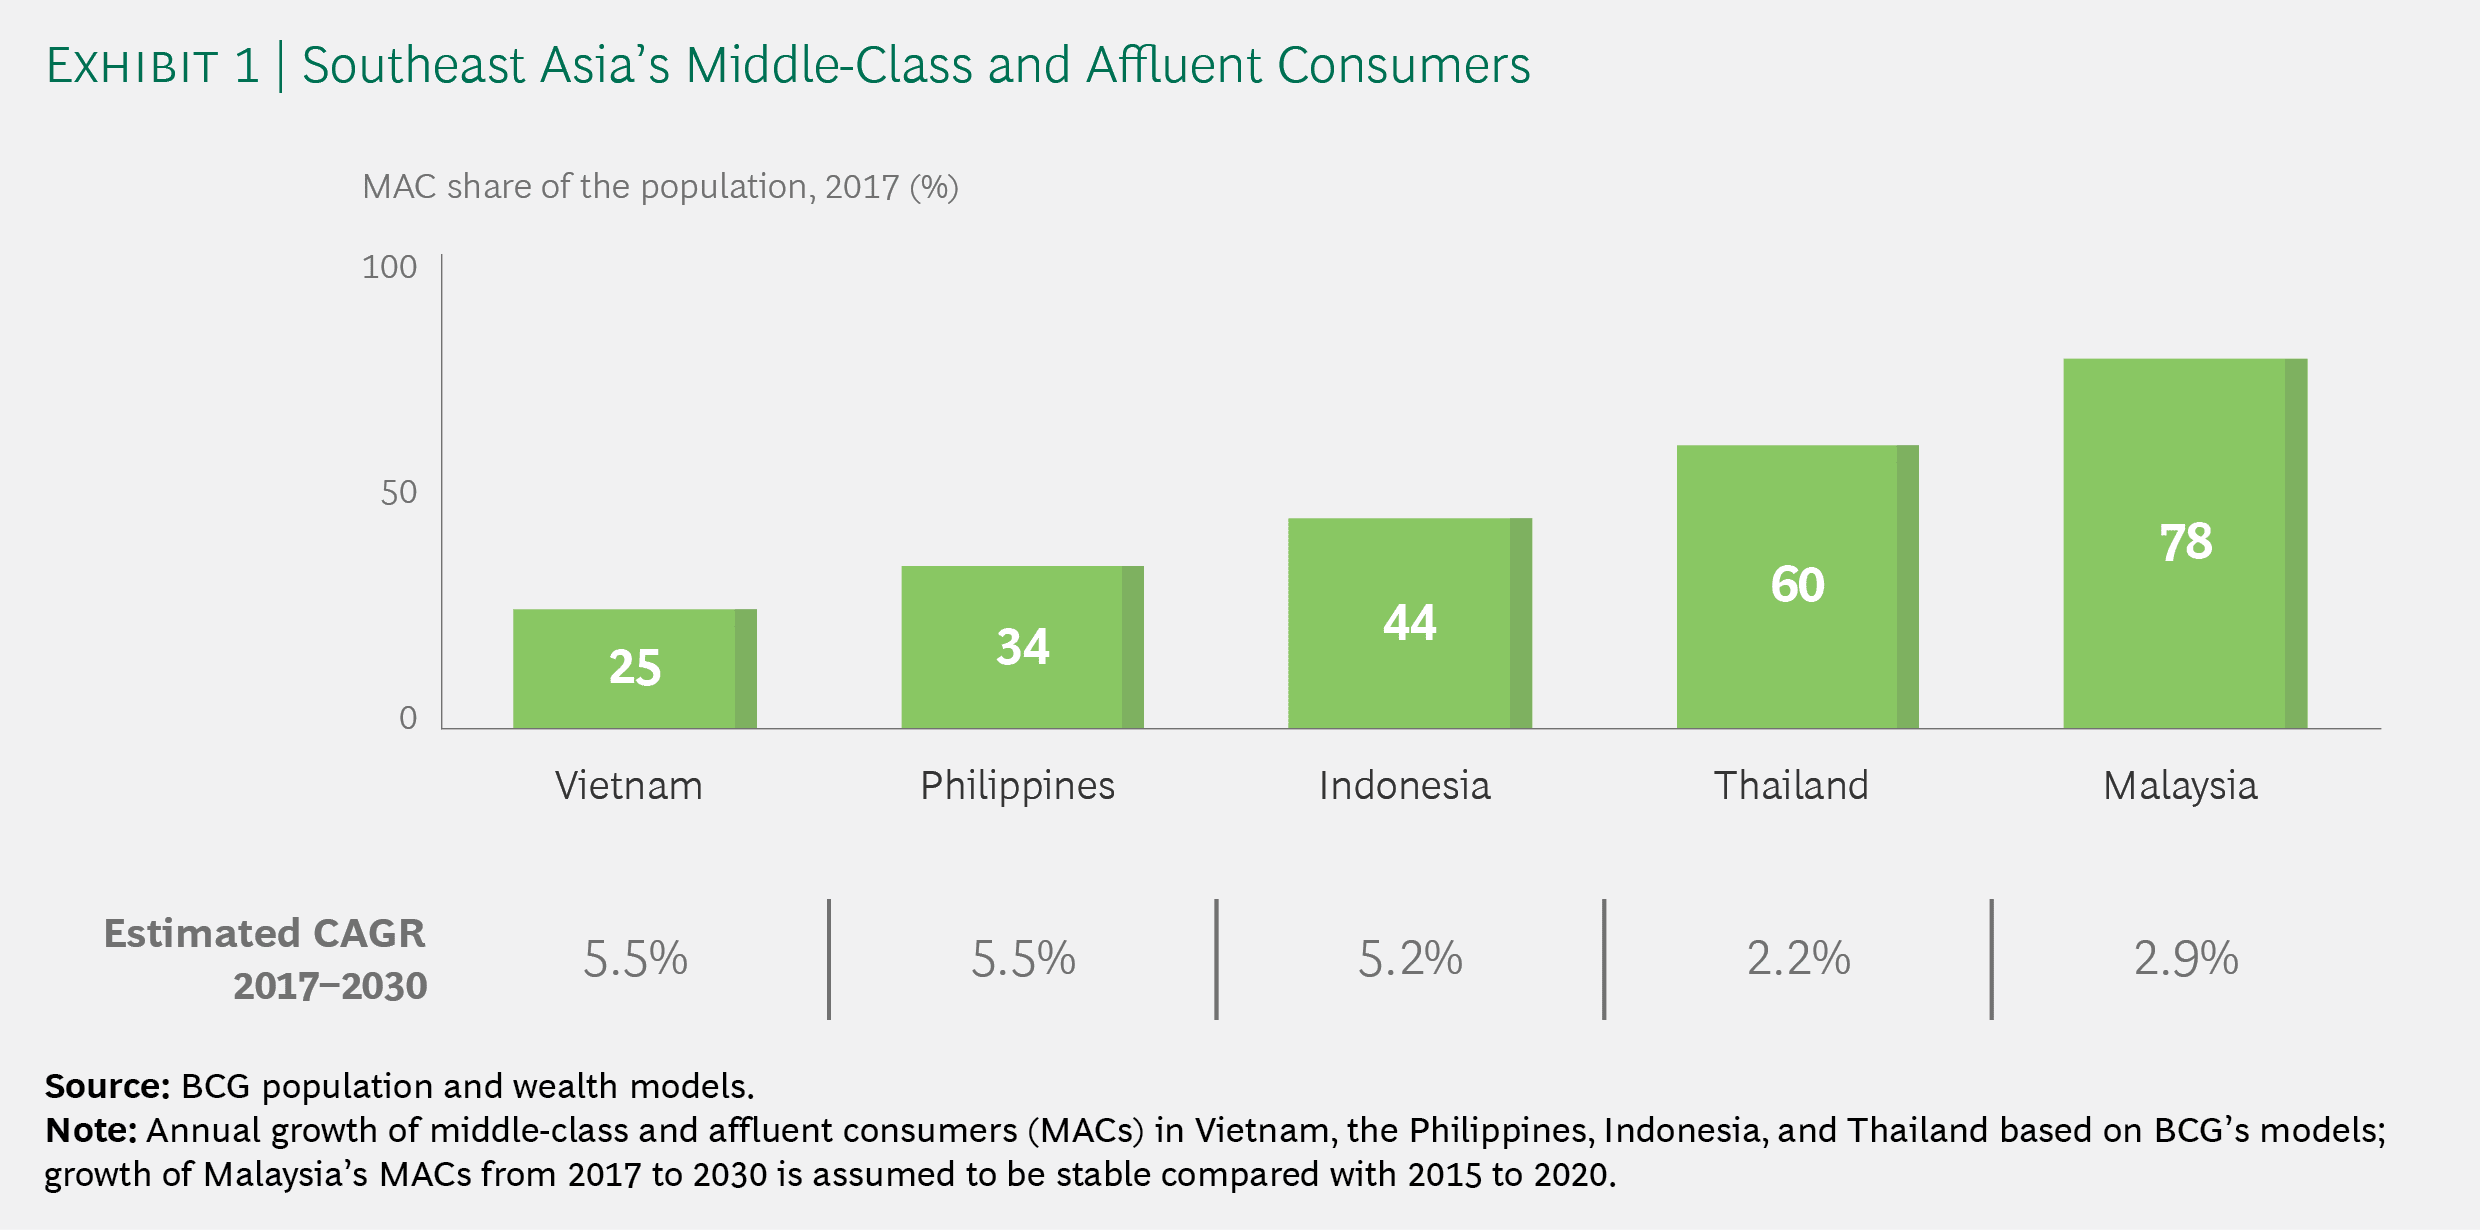 EXHIBIT 1 | Southeast Asia’s Middle-Class and Affluent Consumers
MAC share of the population, 2017 (%)
100
50
0
25
34
44
60
78
Vietnam
Philippines
Indonesia
Thailand
Malaysia
Estimated CAGR
2017–2030
5.5%
5.5%
5.2%
2.2%
2.9%
Source: BCG population and wealth models.
Note: Annual growth of middle-class and affluent consumers (MACs) in Vietnam, the Philippines, Indonesia, and Thailand based on BCG’s models;
growth of Malaysia’s MACs from 2017 to 2030 is assumed to be stable compared with 2015 to 2020.